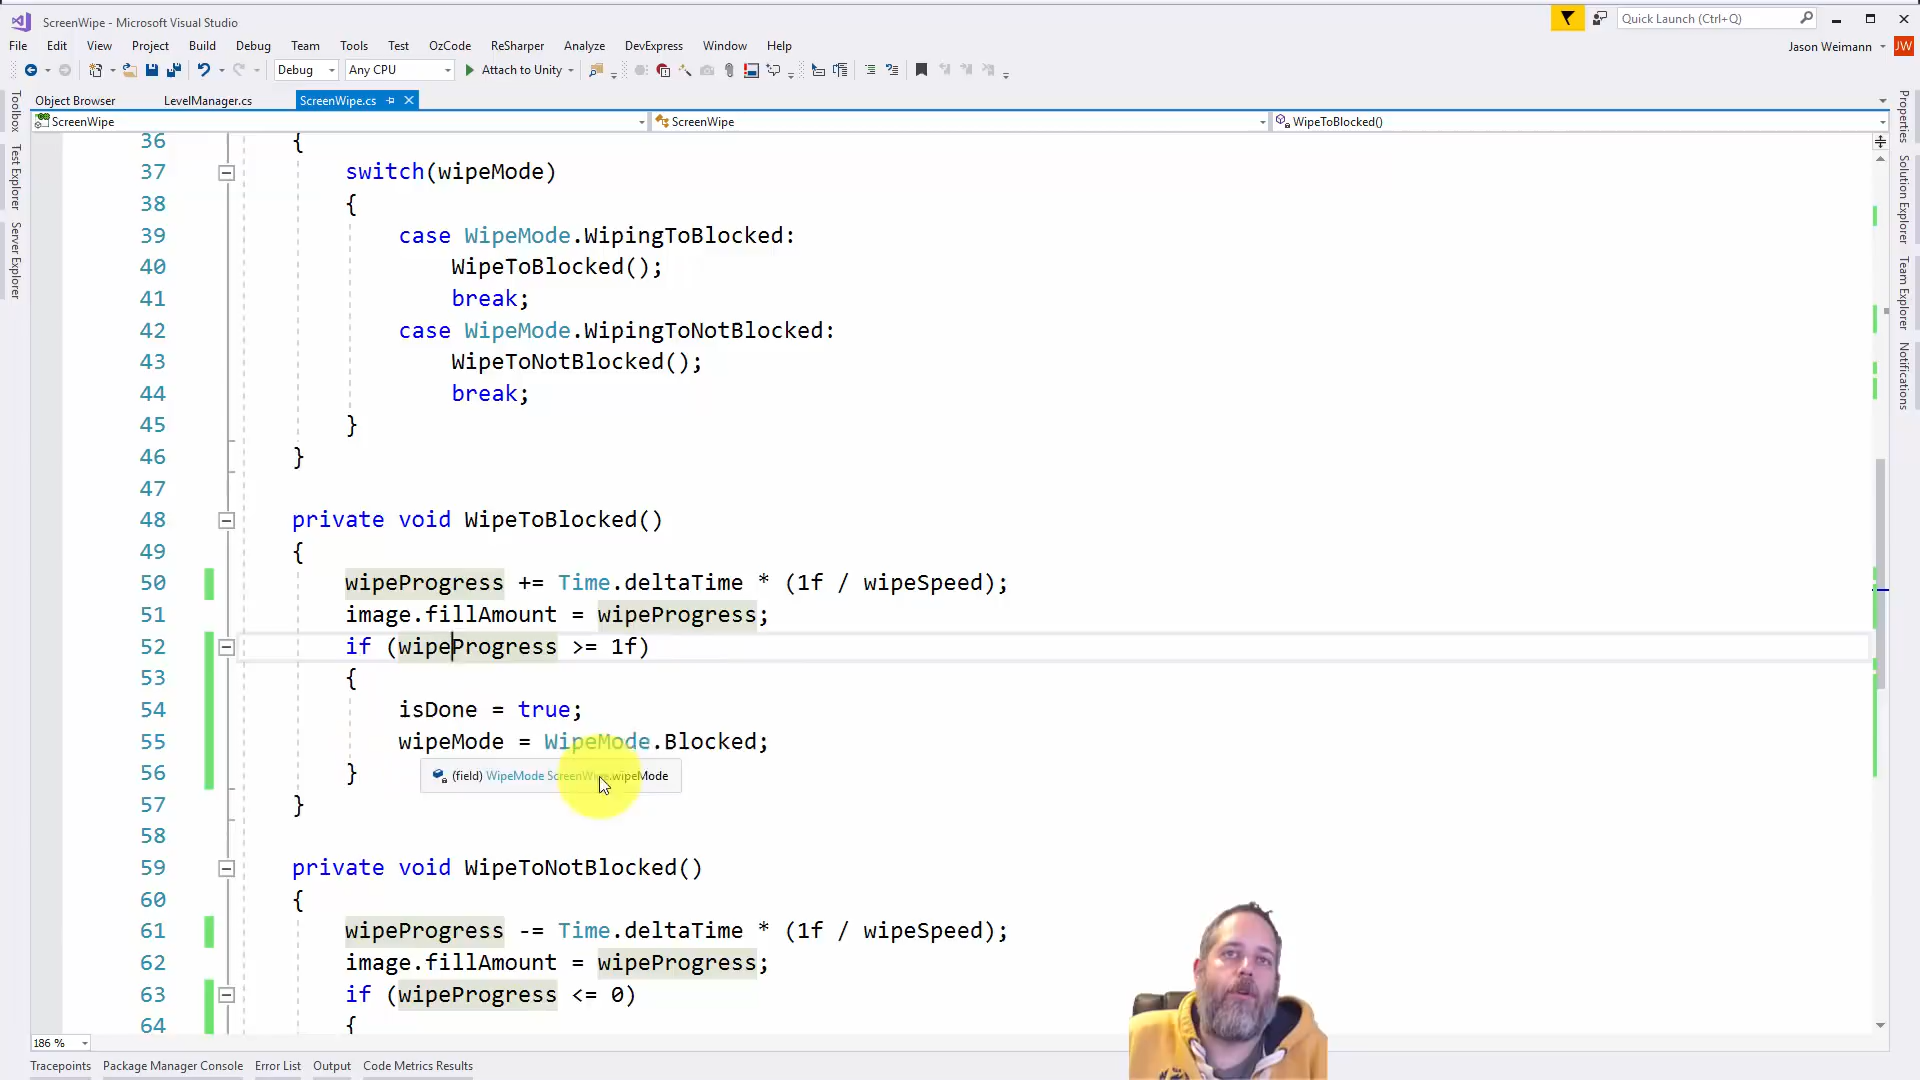 ScreenWipe - Microsoft Visual Studio
Quick Launch (Ctrl+Q)
File Edit View Project Build Debug Team Tools Test OzCode ReSharper Analyze DevExpress Window Help
Jason Weimann JW
Debug Any CPU Attach to Unity
Object Browser LevelManager.cs ScreenWipe.cs
ScreenWipe ScreenWipe WipeToBlocked()
Toolbox
Test Explorer
Server Explorer
36 {
37 switch(wipeMode)
38 {
39 case WipeMode.WipingToBlocked:
40 WipeToBlocked();
41 break;
42 case WipeMode.WipingToNotBlocked:
43 WipeToNotBlocked();
44 break;
45 }
46 }
47
48 private void WipeToBlocked()
49 {
50 wipeProgress += Time.deltaTime * (1f / wipeSpeed);
51 image.fillAmount = wipeProgress;
52 if (wipeProgress >= 1f)
53 {
54 isDone = true;
55 wipeMode = WipeMode.Blocked;
56 }
(field) WipeMode ScreenWipe.wipeMode
57 }
58
59 private void WipeToNotBlocked()
60 {
61 wipeProgress -= Time.deltaTime * (1f / wipeSpeed);
62 image.fillAmount = wipeProgress;
63 if (wipeProgress <= 0)
64 {
Properties
Solution Explorer
Team Explorer
Notifications
186 %
Tracepoints Package Manager Console Error List Output Code Metrics Results